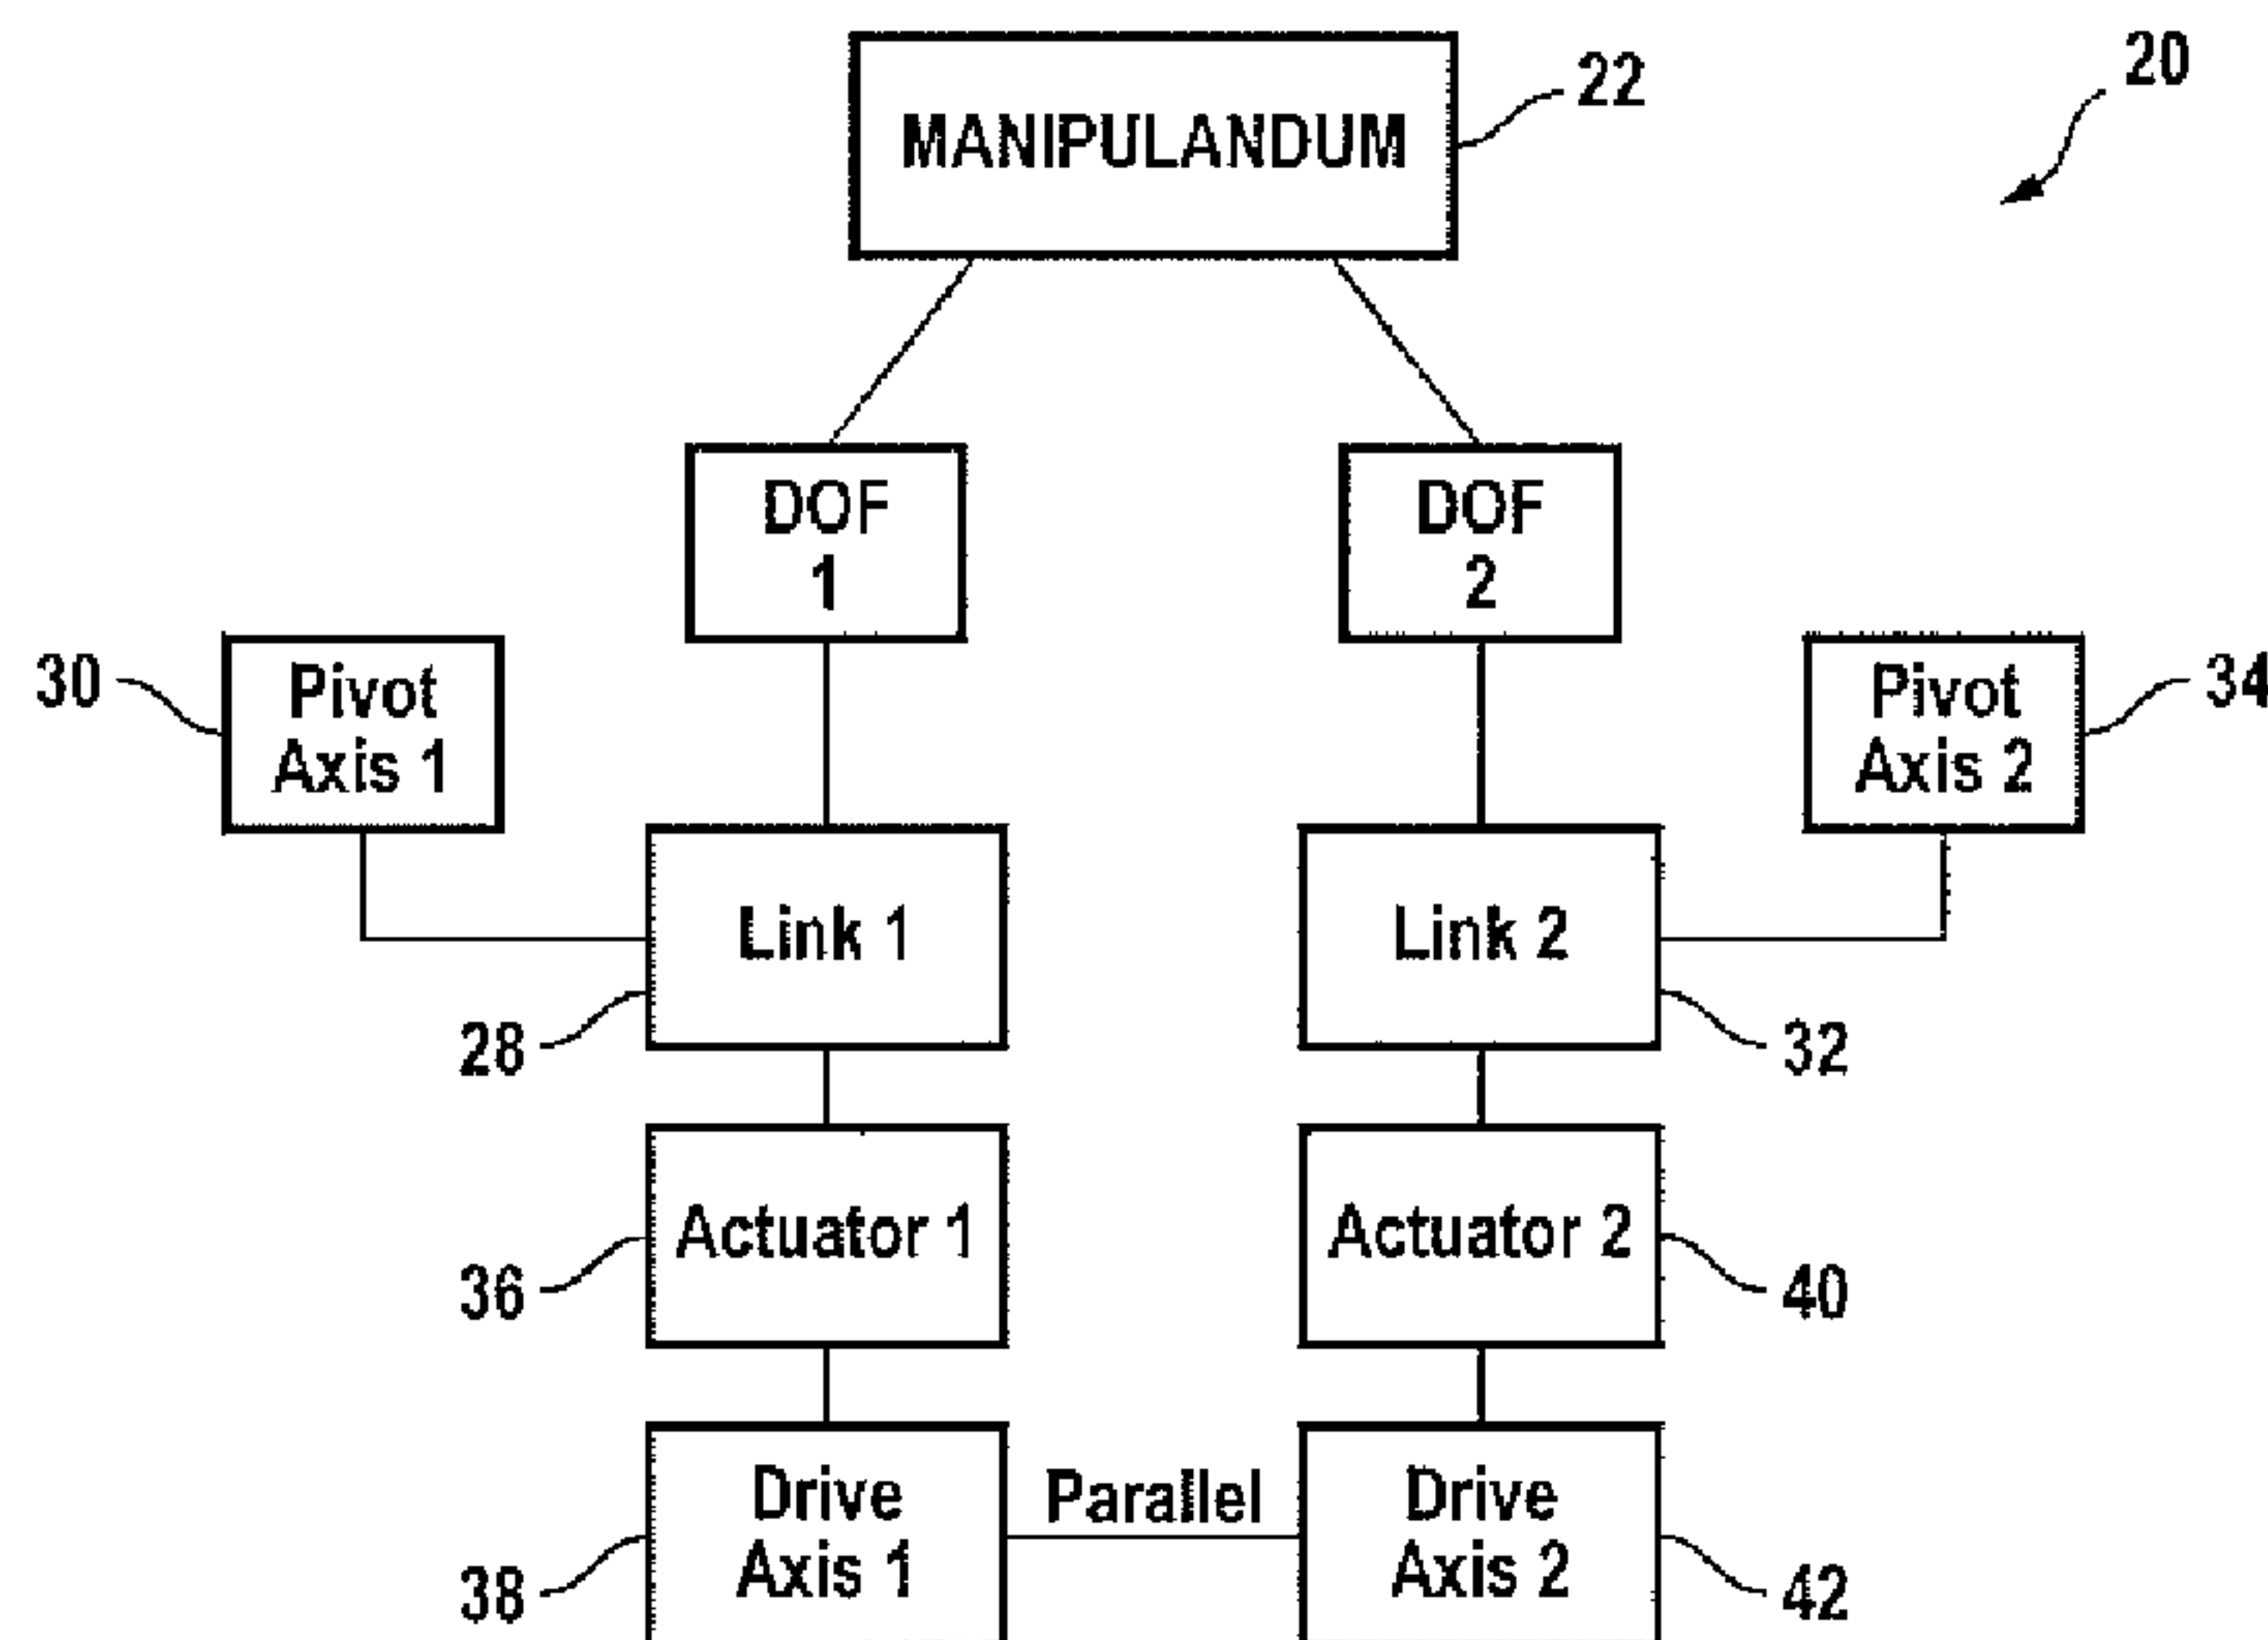 20
22
MANIPULANDUM
DOF
1
DOF
2
30
Pivot
Axis 1
Pivot
Axis 2
34
Link 1
Link 2
28
32
Actuator 1
Actuator 2
36
40
Drive
Axis 1
Parallel
Drive
Axis 2
38
42